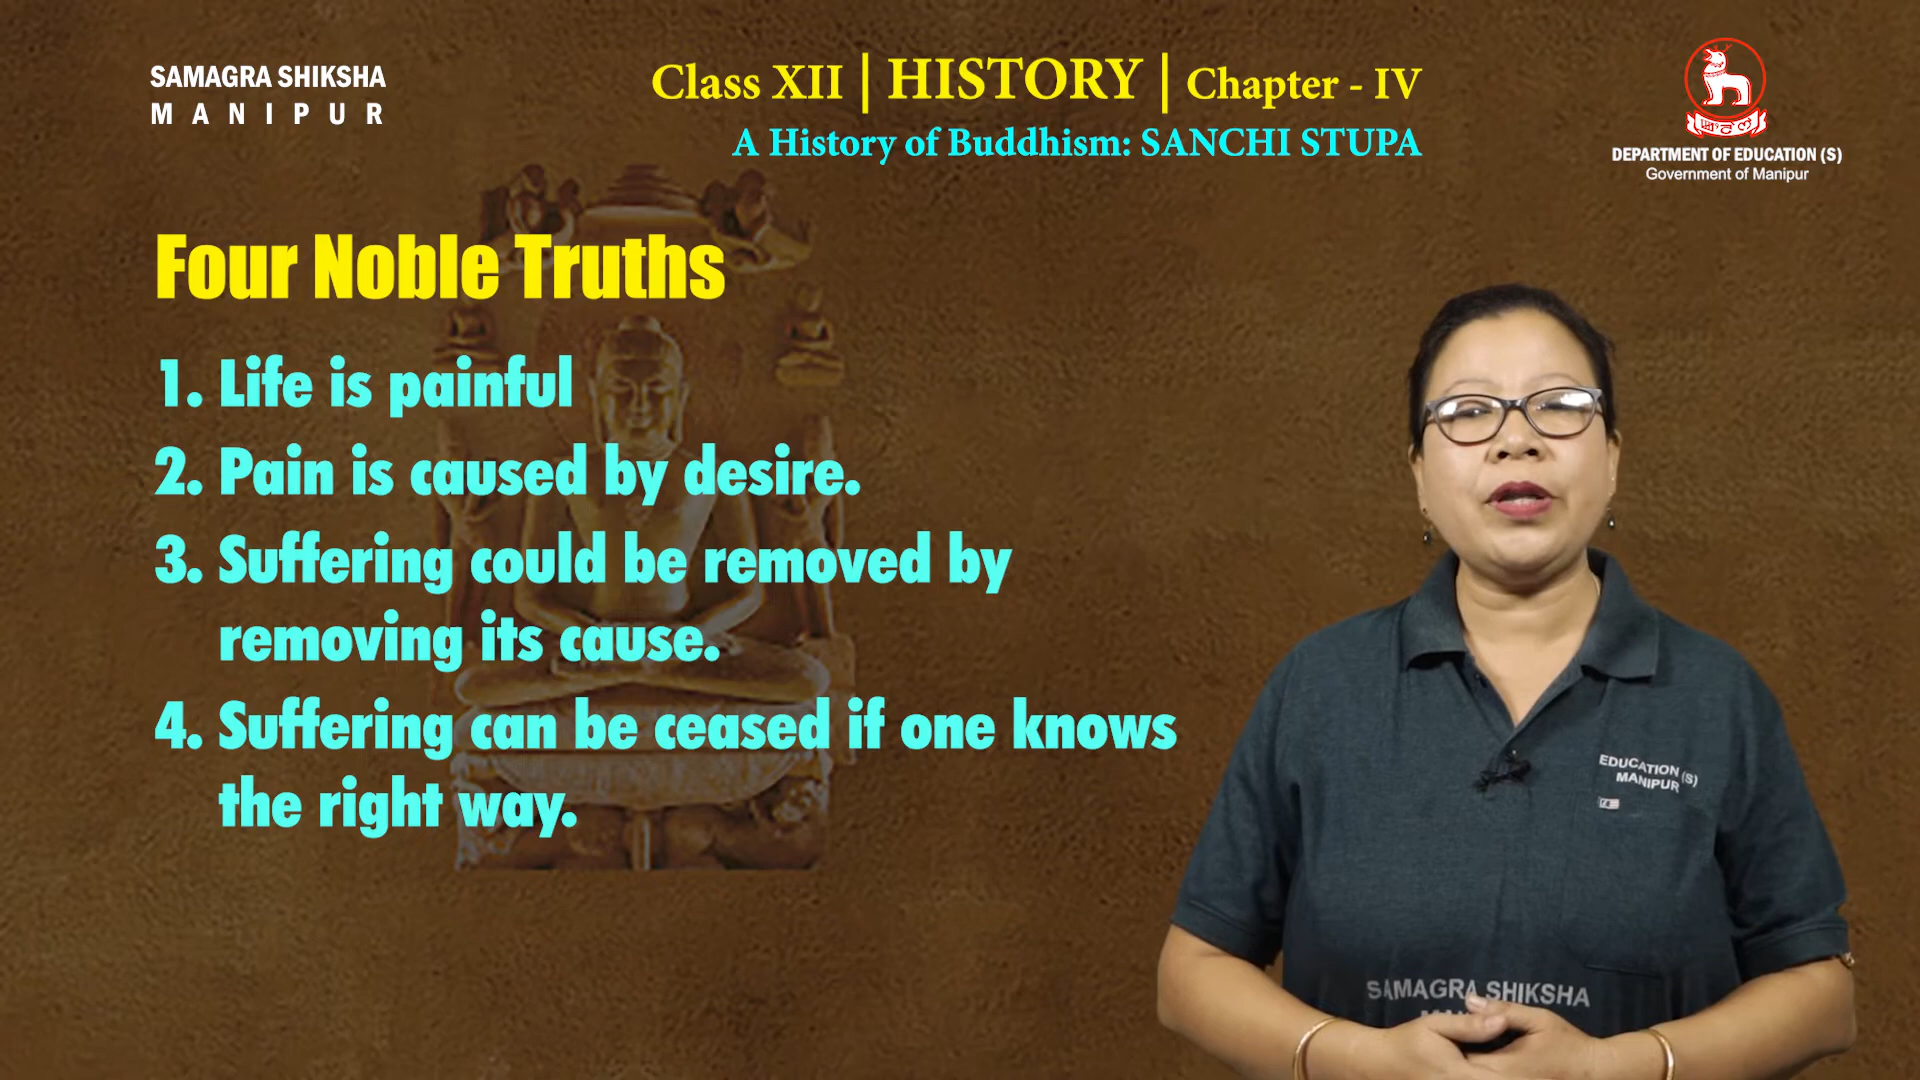 SAMAGRA SHIKSHA
MANIPUR
Class XII | HISTORY | Chapter - IV
A History of Buddhism: SANCHI STUPA
DEPARTMENT OF EDUCATION (S)
Government of Manipur
Four Noble Truths
1. Life is painful
2. Pain is caused by desire.
3. Suffering could be removed by
removing its cause.
4. Suffering can be ceased if one knows
the right way.
EDUCATION (S)
MANIPUR
SAMAGRA SHIKSHA